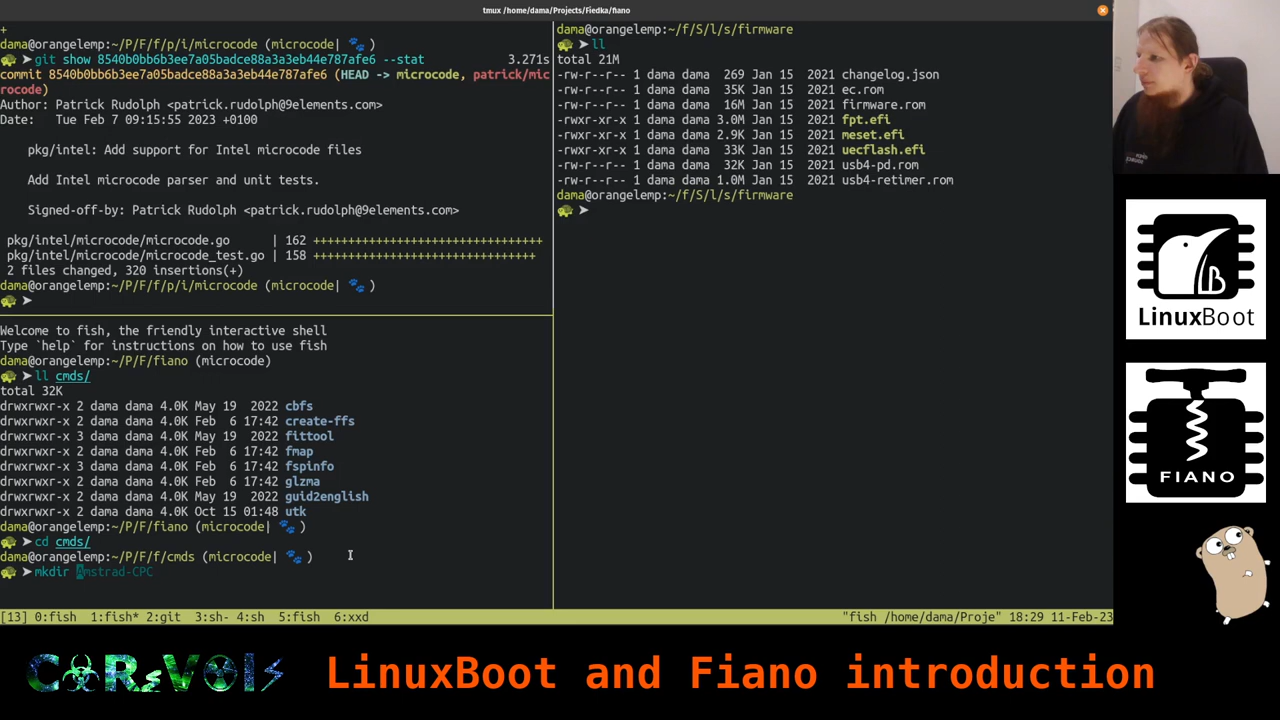 tmux /home/dama/Projects/Fiedka/fiano
+
dama@orangelemp:~/P/F/f/p/i/microcode (microcode| 🐾 )
🐢 ➤ git show 8540b0bb6b3ee7a05badce88a3a3eb44e787afe6 --stat 3.271s
commit 8540b0bb6b3ee7a05badce88a3a3eb44e787afe6 (HEAD -> microcode, patrick/mic
rocode)
Author: Patrick Rudolph <patrick.rudolph@9elements.com>
Date:   Tue Feb 7 09:15:55 2023 +0100
pkg/intel: Add support for Intel microcode files
Add Intel microcode parser and unit tests.
Signed-off-by: Patrick Rudolph <patrick.rudolph@9elements.com>
pkg/intel/microcode/microcode.go      | 162 +++++++++++++++++++++++++++++++++
pkg/intel/microcode/microcode_test.go | 158 ++++++++++++++++++++++++++++++++
2 files changed, 320 insertions(+)
dama@orangelemp:~/P/F/f/p/i/microcode (microcode| 🐾 )
🐢 ➤
Welcome to fish, the friendly interactive shell
Type `help` for instructions on how to use fish
dama@orangelemp:~/P/F/fiano (microcode)
🐢 ➤ ll cmds/
total 32K
drwxrwxr-x 2 dama dama 4.0K May 19  2022 cbfs
drwxrwxr-x 2 dama dama 4.0K Feb  6 17:42 create-ffs
drwxrwxr-x 3 dama dama 4.0K May 19  2022 fittool
drwxrwxr-x 2 dama dama 4.0K Feb  6 17:42 fmap
drwxrwxr-x 3 dama dama 4.0K Feb  6 17:42 fspinfo
drwxrwxr-x 2 dama dama 4.0K Feb  6 17:42 glzma
drwxrwxr-x 2 dama dama 4.0K May 19  2022 guid2english
drwxrwxr-x 2 dama dama 4.0K Oct 15 01:48 utk
dama@orangelemp:~/P/F/fiano (microcode| 🐾 )
🐢 ➤ cd cmds/
dama@orangelemp:~/P/F/f/cmds (microcode| 🐾 )
🐢 ➤ mkdir Amstrad-CPC
dama@orangelemp:~/f/S/l/s/firmware
🐢 ➤ ll
total 21M
-rw-r--r-- 1 dama dama  269 Jan 15  2021 changelog.json
-rw-r--r-- 1 dama dama  35K Jan 15  2021 ec.rom
-rw-r--r-- 1 dama dama  16M Jan 15  2021 firmware.rom
-rwxr-xr-x 1 dama dama 3.0M Jan 15  2021 fpt.efi
-rwxr-xr-x 1 dama dama 2.9K Jan 15  2021 meset.efi
-rwxr-xr-x 1 dama dama  33K Jan 15  2021 uecflash.efi
-rw-r--r-- 1 dama dama  32K Jan 15  2021 usb4-pd.rom
-rw-r--r-- 1 dama dama 1.0M Jan 15  2021 usb4-retimer.rom
dama@orangelemp:~/f/S/l/s/firmware
🐢 ➤
[13] 0:fish  1:fish* 2:git  3:sh- 4:sh  5:fish  6:xxd
"fish /home/dama/Proje" 18:29 11-Feb-23
LB
LinuxBoot
FIANO
LinuxBoot and Fiano introduction